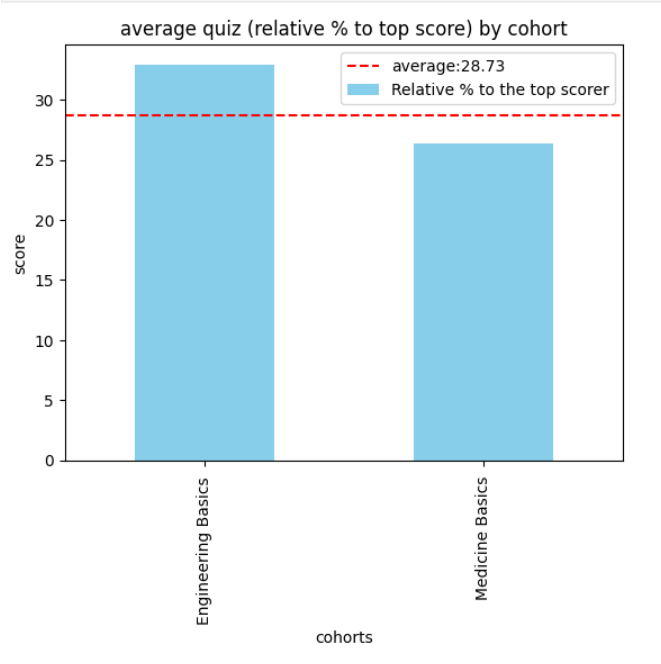 average quiz (relative % to top score) by cohort
average:28.73
Relative % to the top scorer
30
25
20
15
10
5
0
score
Engineering Basics
Medicine Basics
cohorts